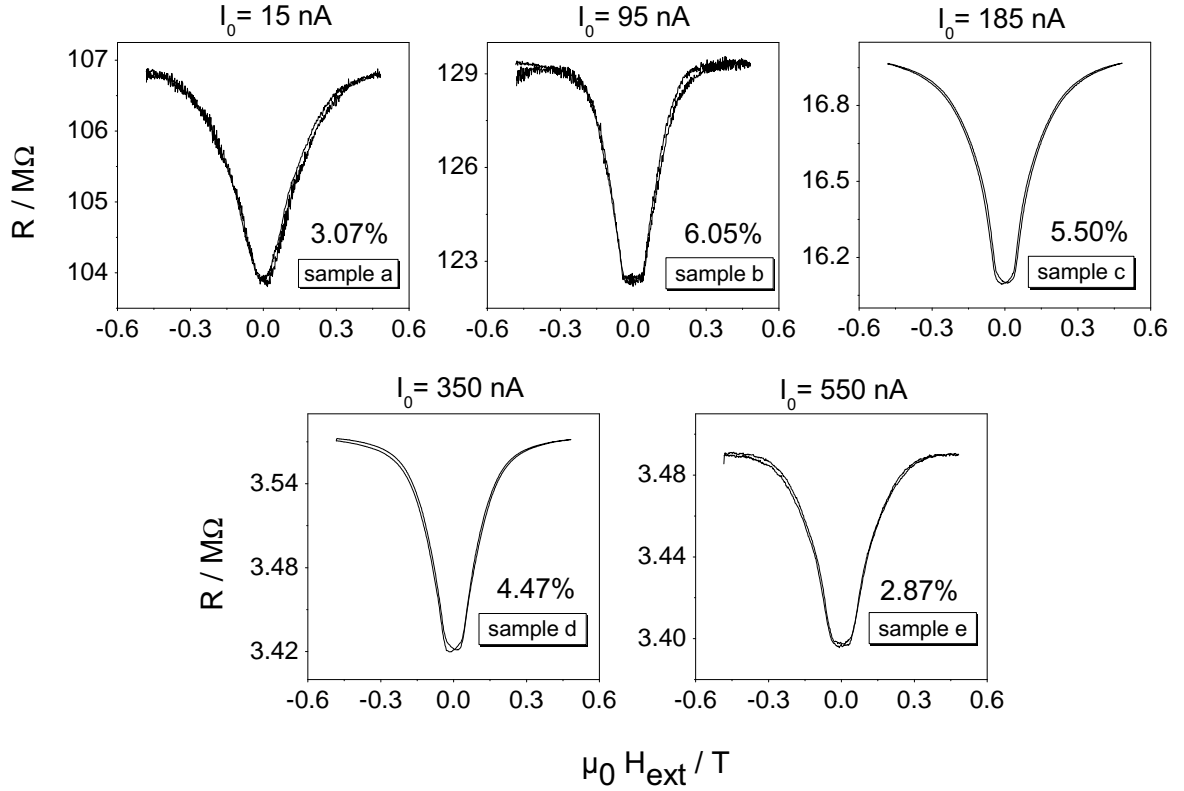 I0= 15 nA
I0= 95 nA
I0= 185 nA
R / MΩ
107
106
105
104
3.07%
sample a
-0.6 -0.3 0.0 0.3 0.6
129
126
123
6.05%
sample b
-0.6 -0.3 0.0 0.3 0.6
16.8
16.5
16.2
5.50%
sample c
-0.6 -0.3 0.0 0.3 0.6
I0= 350 nA
I0= 550 nA
R / MΩ
3.54
3.48
3.42
4.47%
sample d
-0.6 -0.3 0.0 0.3 0.6
3.48
3.44
3.40
2.87%
sample e
-0.6 -0.3 0.0 0.3 0.6
μ0 Hext / T